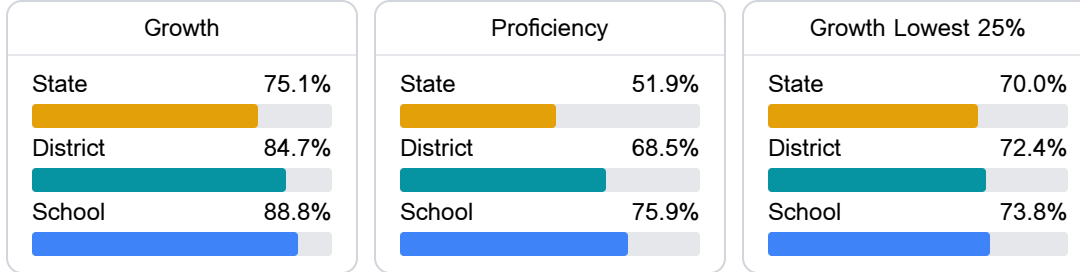 Growth
State 75.1%
District 84.7%
School 88.8%
Proficiency
State 51.9%
District 68.5%
School 75.9%
Growth Lowest 25%
State 70.0%
District 72.4%
School 73.8%